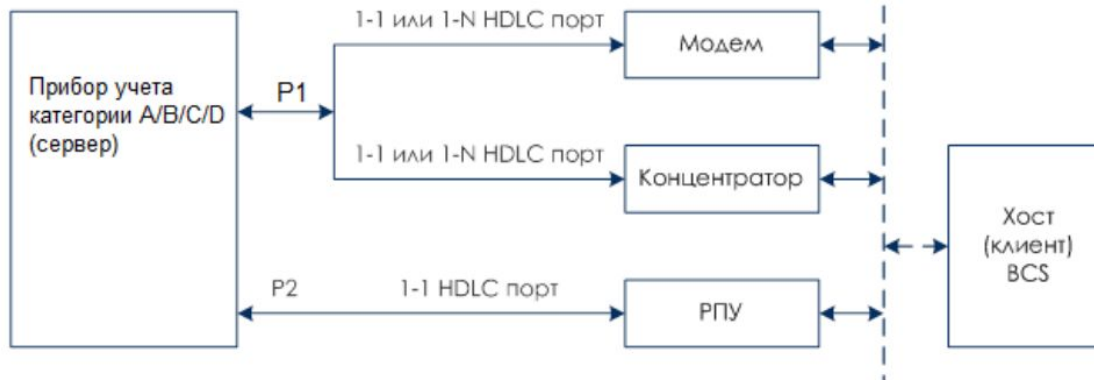 1-1 или 1-N HDLC порт
Модем
Прибор учета
категории A/B/C/D
(сервер)
P1
1-1 или 1-N HDLC порт
Концентратор
Хост
(клиент)
BCS
P2
1-1 HDLC порт
РПУ